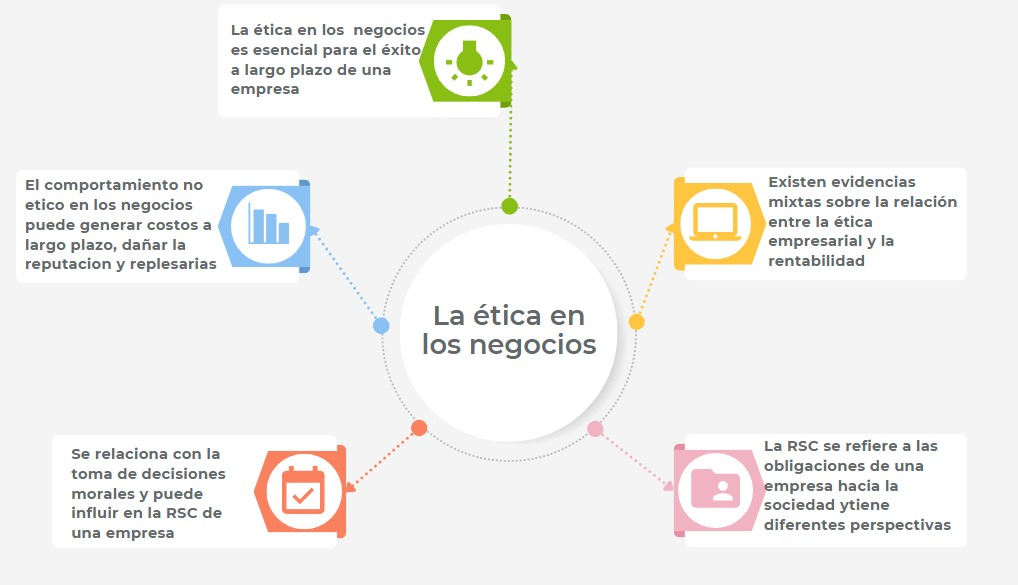 La ética en los  negocios
es esencial para el éxito
a largo plazo de una
empresa
El comportamiento no
etico en los negocios
puede generar costos a
largo plazo, dañar la
reputacion y replesarias
Existen evidencias
mixtas sobre la relación
entre la ética
empresarial y la
rentabilidad
La ética en
los negocios
Se relaciona con la
toma de decisiones
morales y puede
influir en la RSC de
una empresa
La RSC se refiere a las
obligaciones de una
empresa hacia la
sociedad ytiene
diferentes perspectivas